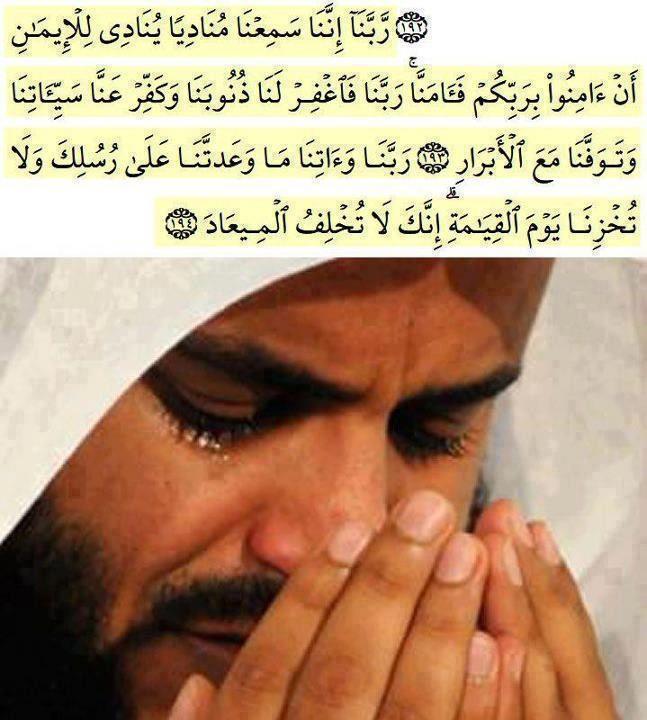 ۝١٩٢ رَّبَّنَآ إِنَّنَا سَمِعۡنَا مُنَادِيٗا يُنَادِي لِلۡإِيمَٰنِ
أَنۡ ءَامِنُواْ بِرَبِّكُمۡ فَـَٔامَنَّاۚ رَبَّنَا فَٱغۡفِرۡ لَنَا ذُنُوبَنَا وَكَفِّرۡ عَنَّا سَيِّـَٔاتِنَا
وَتَوَفَّنَا مَعَ ٱلۡأَبۡرَارِ ۝١٩٣ رَبَّنَا وَءَاتِنَا مَا وَعَدتَّنَا عَلَىٰ رُسُلِكَ وَلَا
تُخۡزِنَا يَوۡمَ ٱلۡقِيَٰمَةِۖ إِنَّكَ لَا تُخۡلِفُ ٱلۡمِيعَادَ ۝١٩٤